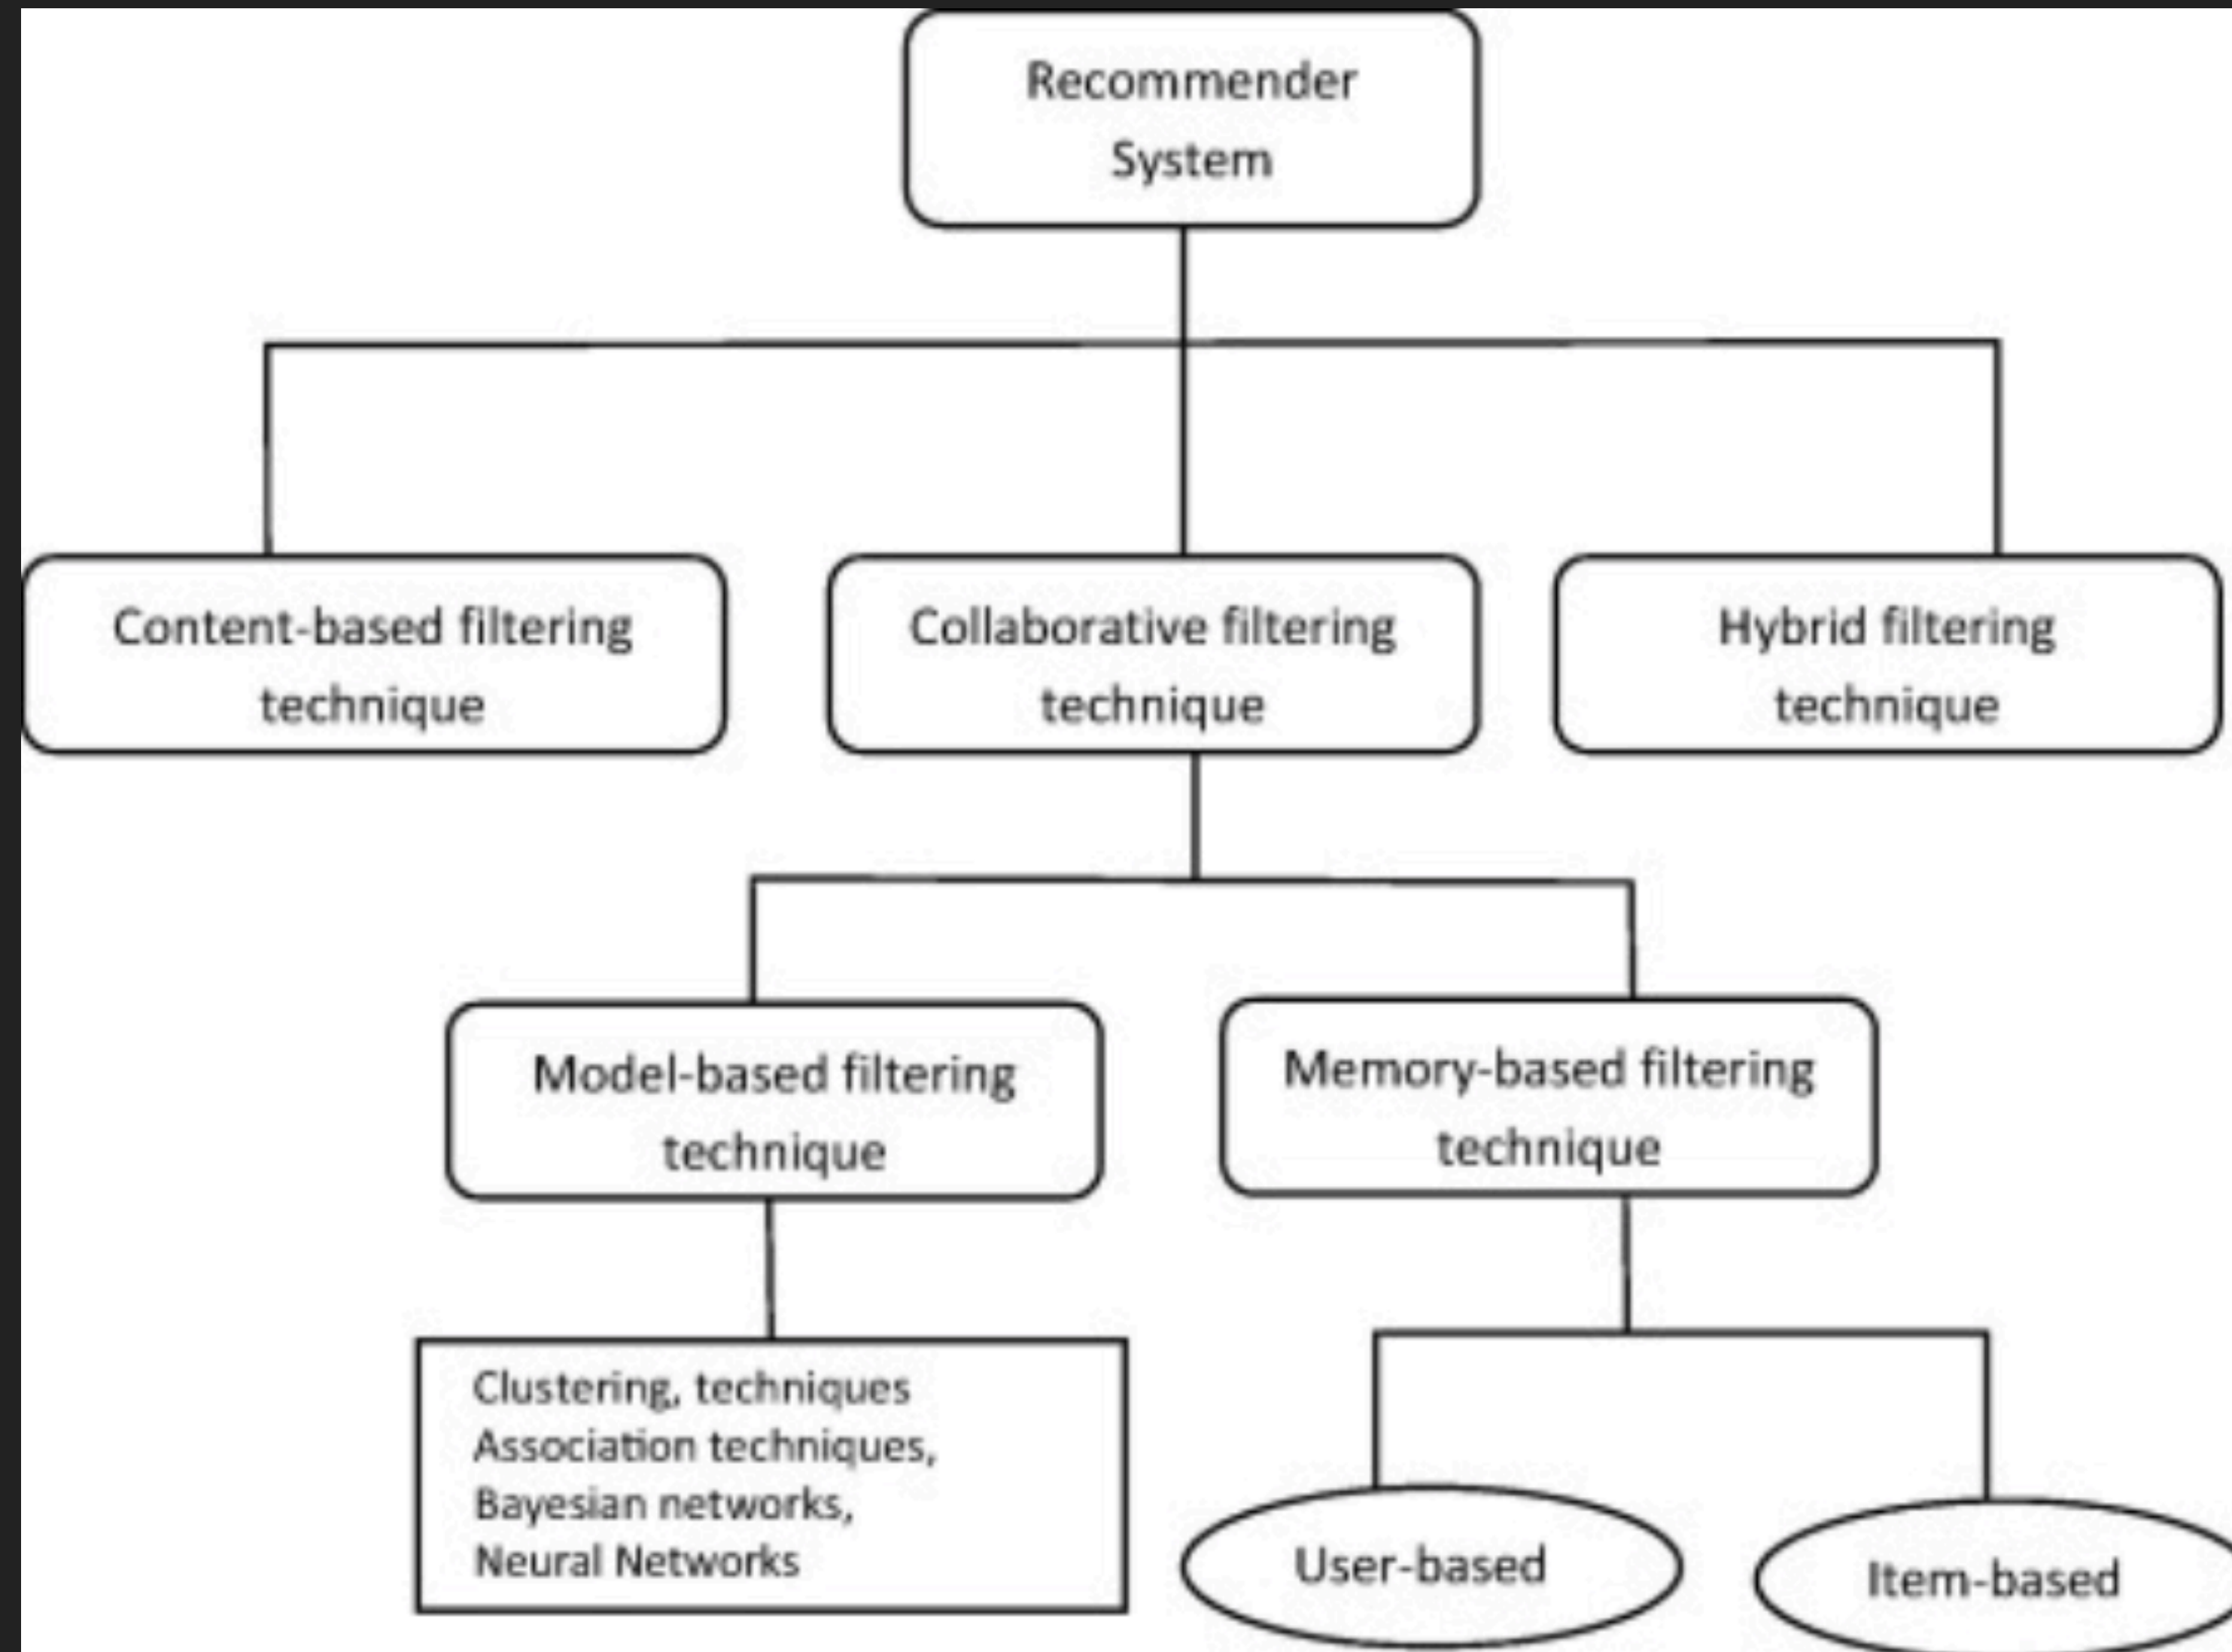 Recommender
System
Content-based filtering
technique
Collaborative filtering
technique
Hybrid filtering
technique
Model-based filtering
technique
Memory-based filtering
technique
Clustering, techniques
Association techniques,
Bayesian networks,
Neural Networks
User-based
Item-based